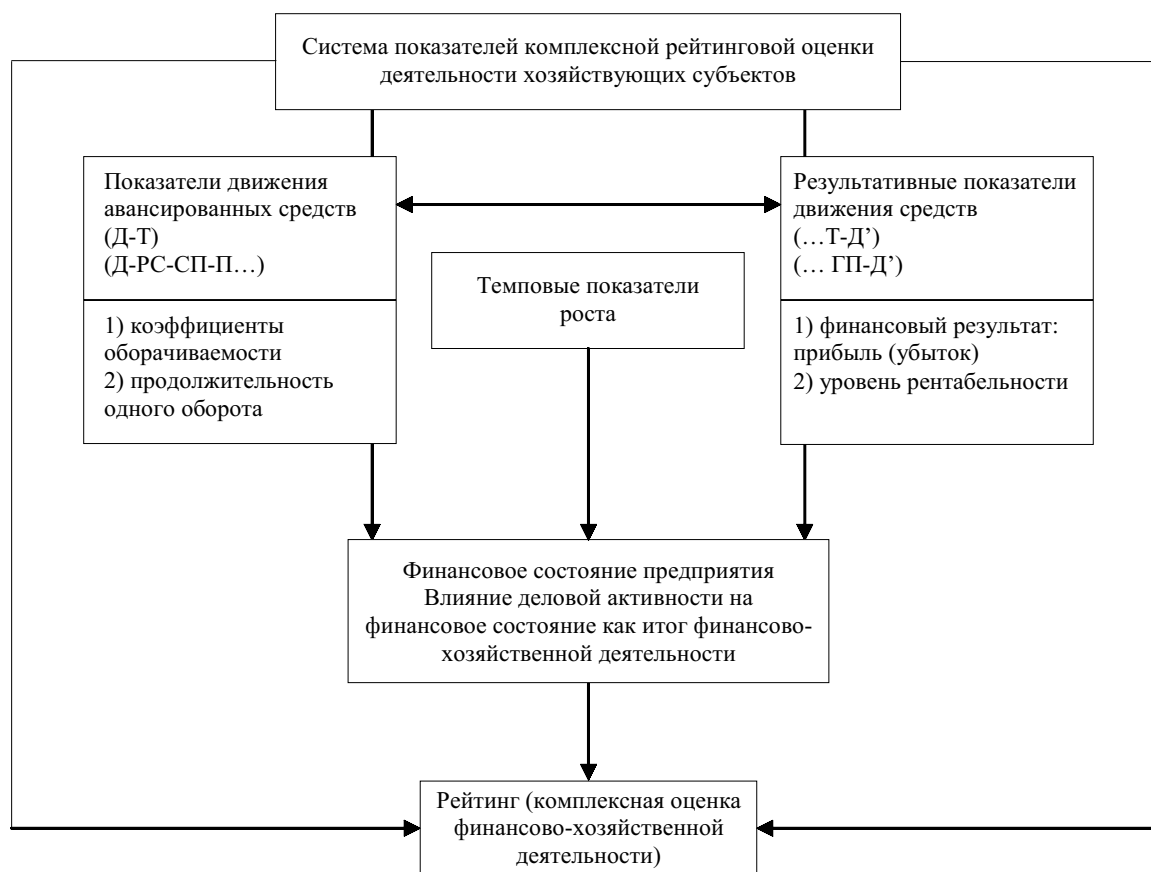 Система показателей комплексной рейтинговой оценки
деятельности хозяйствующих субъектов
Показатели движения
авансированных средств
(Д-Т)
(Д-РС-СП-П…)
1) коэффициенты
оборачиваемости
2) продолжительность
одного оборота
Темповые показатели
роста
Результативные показатели
движения средств
(…Т-Д’)
(… ГП-Д’)
1) финансовый результат:
прибыль (убыток)
2) уровень рентабельности
Финансовое состояние предприятия
Влияние деловой активности на
финансовое состояние как итог финансово-
хозяйственной деятельности
Рейтинг (комплексная оценка
финансово-хозяйственной
деятельности)